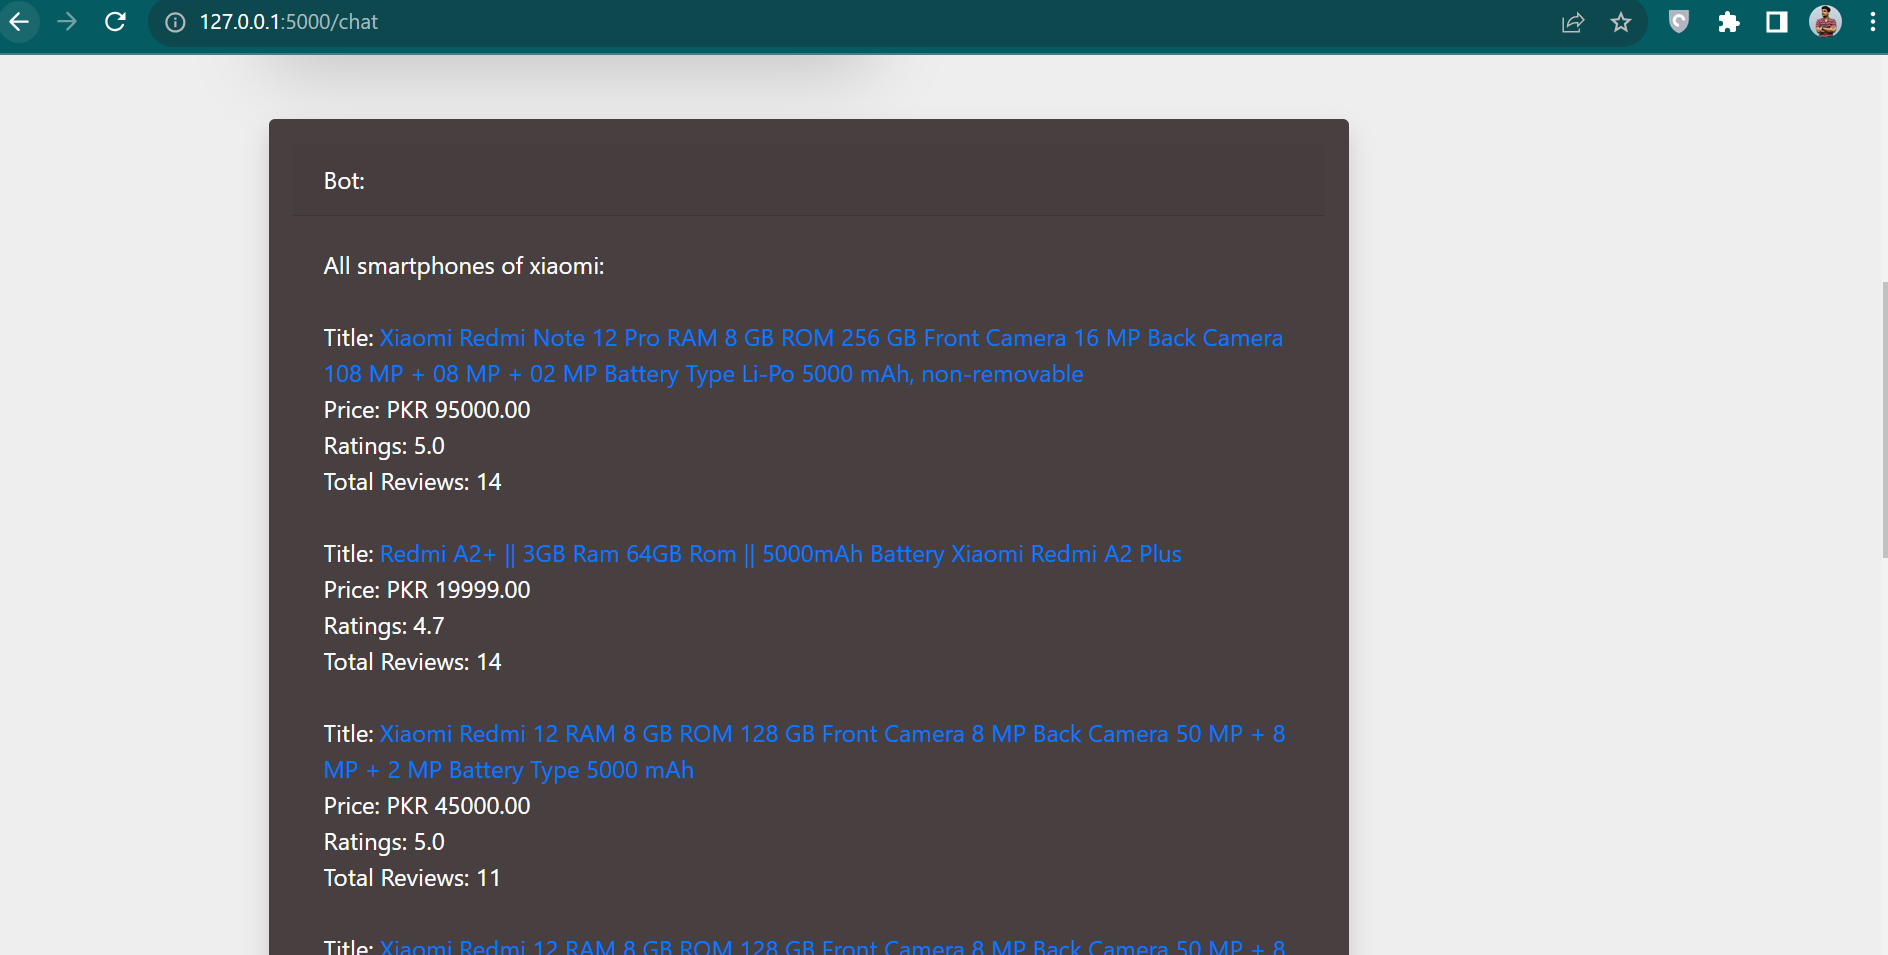 127.0.0.1:5000/chat
Bot:
All smartphones of xiaomi:
Title: Xiaomi Redmi Note 12 Pro RAM 8 GB ROM 256 GB Front Camera 16 MP Back Camera
108 MP + 08 MP + 02 MP Battery Type Li-Po 5000 mAh, non-removable
Price: PKR 95000.00
Ratings: 5.0
Total Reviews: 14
Title: Redmi A2+ || 3GB Ram 64GB Rom || 5000mAh Battery Xiaomi Redmi A2 Plus
Price: PKR 19999.00
Ratings: 4.7
Total Reviews: 14
Title: Xiaomi Redmi 12 RAM 8 GB ROM 128 GB Front Camera 8 MP Back Camera 50 MP + 8
MP + 2 MP Battery Type 5000 mAh
Price: PKR 45000.00
Ratings: 5.0
Total Reviews: 11
Title: Xiaomi Redmi 12 RAM 8 GB ROM 128 GB Front Camera 8 MP Back Camera 50 MP + 8